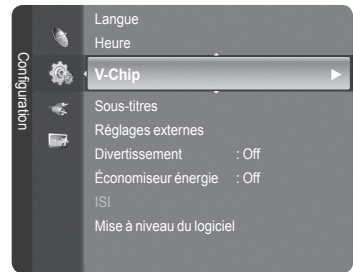 Configuration
Langue
Heure
V-Chip
Sous-titres
Réglages externes
Divertissement : Off
Économiseur énergie : Off
ISI
Mise à niveau du logiciel